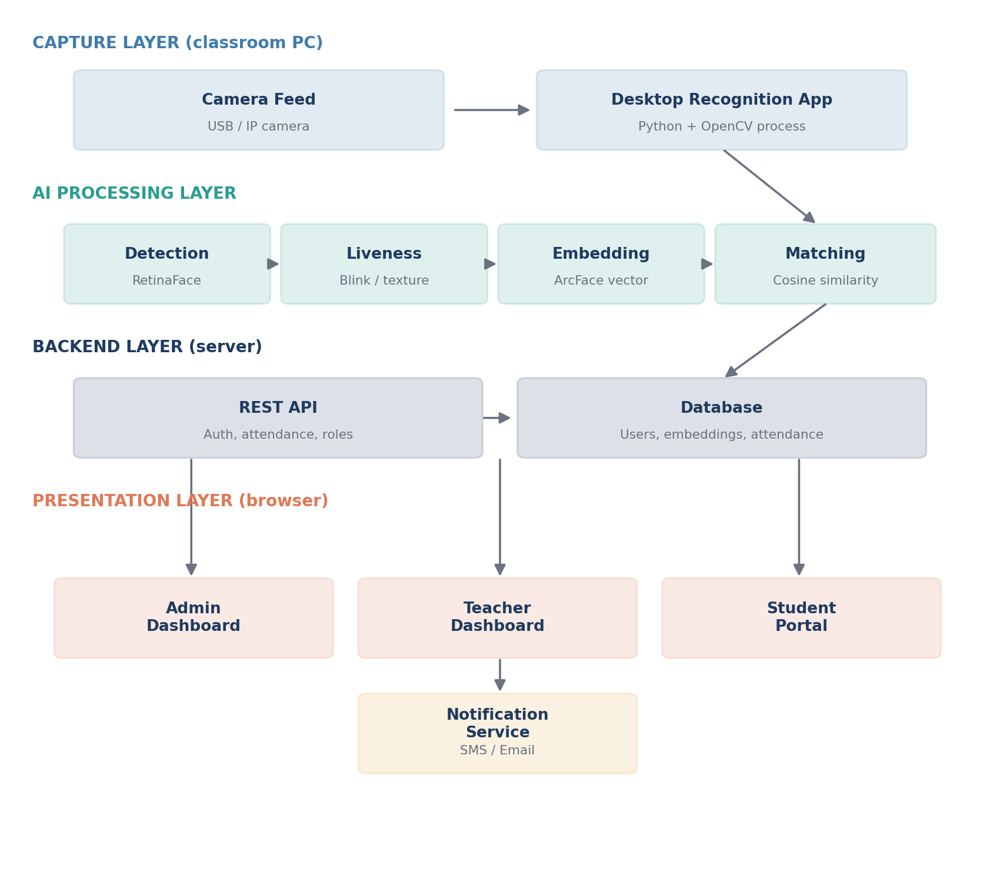 CAPTURE LAYER (classroom PC)
Camera Feed
USB / IP camera
Desktop Recognition App
Python + OpenCV process
AI PROCESSING LAYER
Detection
RetinaFace
Liveness
Blink / texture
Embedding
ArcFace vector
Matching
Cosine similarity
BACKEND LAYER (server)
REST API
Auth, attendance, roles
Database
Users, embeddings, attendance
PRESENTATION LAYER (browser)
Admin
Dashboard
Teacher
Dashboard
Student
Portal
Notification
Service
SMS / Email